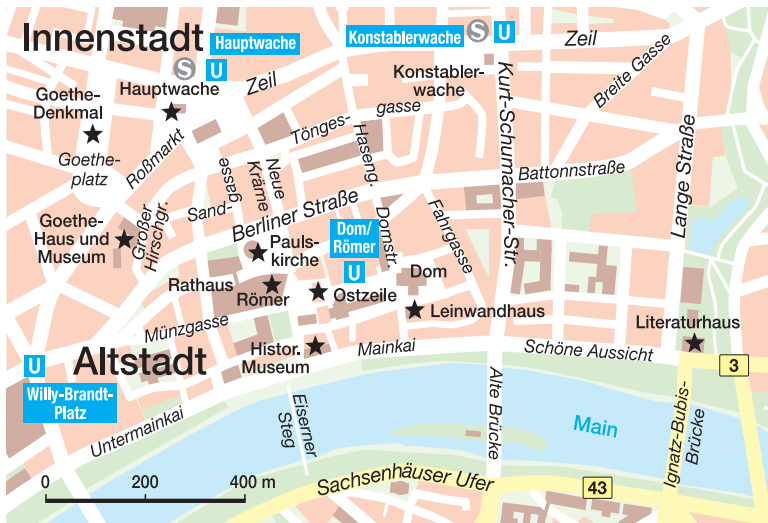 Innenstadt
Hauptwache
Konstablerwache
S
U
Zeil
S
U
Zeil
Konstabler-
wache
Breite Gasse
Goethe-
Denkmal
Hauptwache
Kurt-Schumacher-Str.
Tönges-
gasse
Goethe-
platz
Roßmarkt
Haseng.
Battonnstraße
Lange Straße
Sand-
gasse
Neue
Kräme
Berliner Straße
Goethe-
Haus und
Museum
Großer
Hirschgr.
Dom/
Römer
U
Domstr.
Fahrgasse
Pauls-
kirche
Dom
Rathaus
Römer
Ostzeile
Leinwandhaus
Münzgasse
Literaturhaus
Altstadt
Histor.
Museum
Mainkai
Schöne Aussicht
3
U
Willy-Brandt-
Platz
Untermainkai
Eiserner
Steg
Alte Brücke
Main
Ignatz-Bubis-
Brücke
0
200
400 m
Sachsenhäuser Ufer
43